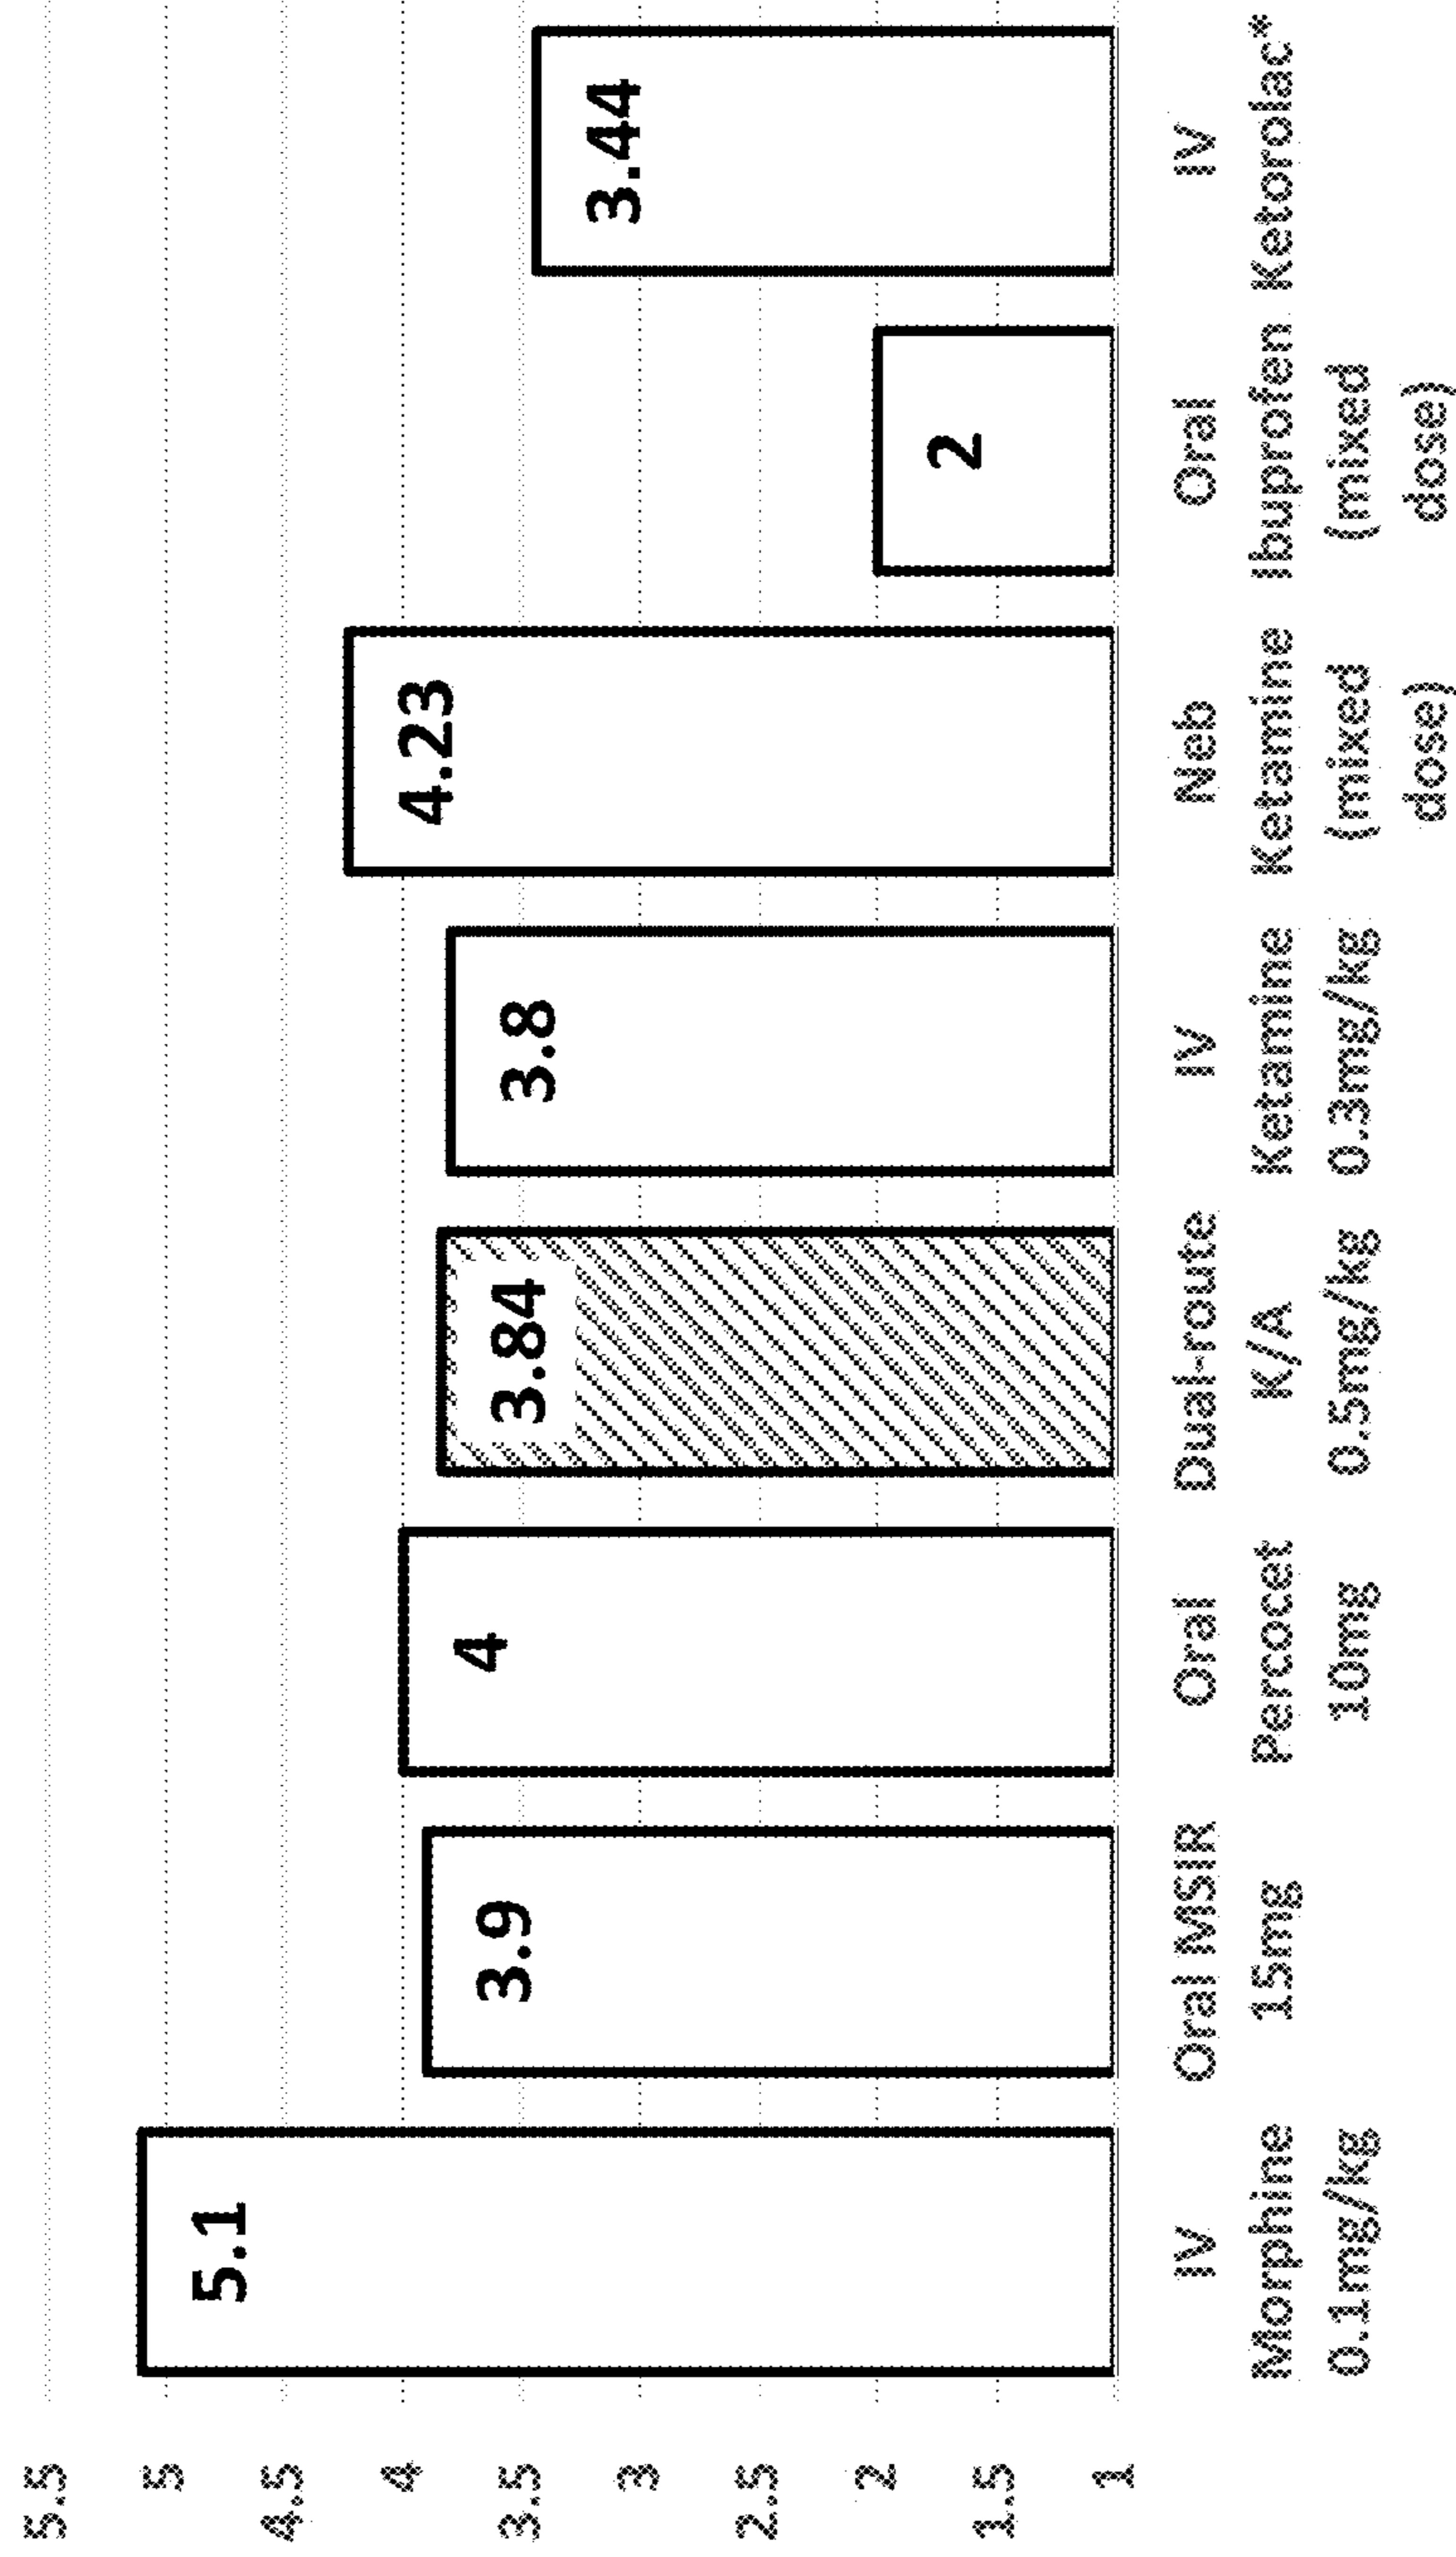 5.5
5
4.5
4
3.5
3
2.5
2
1.5
1
5.1
3.9
4
3.84
3.8
4.23
2
3.44
IV
Morphine
0.1mg/kg
Oral MSIR
15mg
Oral
Percocet
10mg
Dual-route
K/A
0.5mg/kg
IV
Ketamine
0.3mg/kg
Neb
Ketamine
(mixed
dose)
Oral
Ibuprofen
(mixed
dose)
IV
Ketorolac*